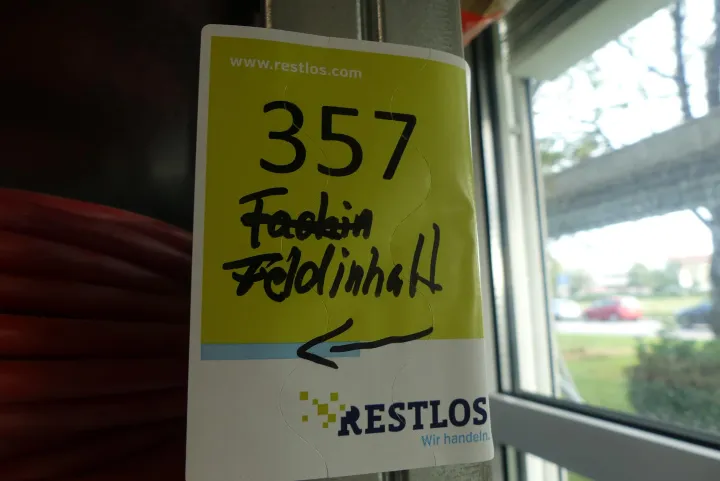 www.restlos.com
357
Feldinhalt
RESTLOS
Wir handeln.